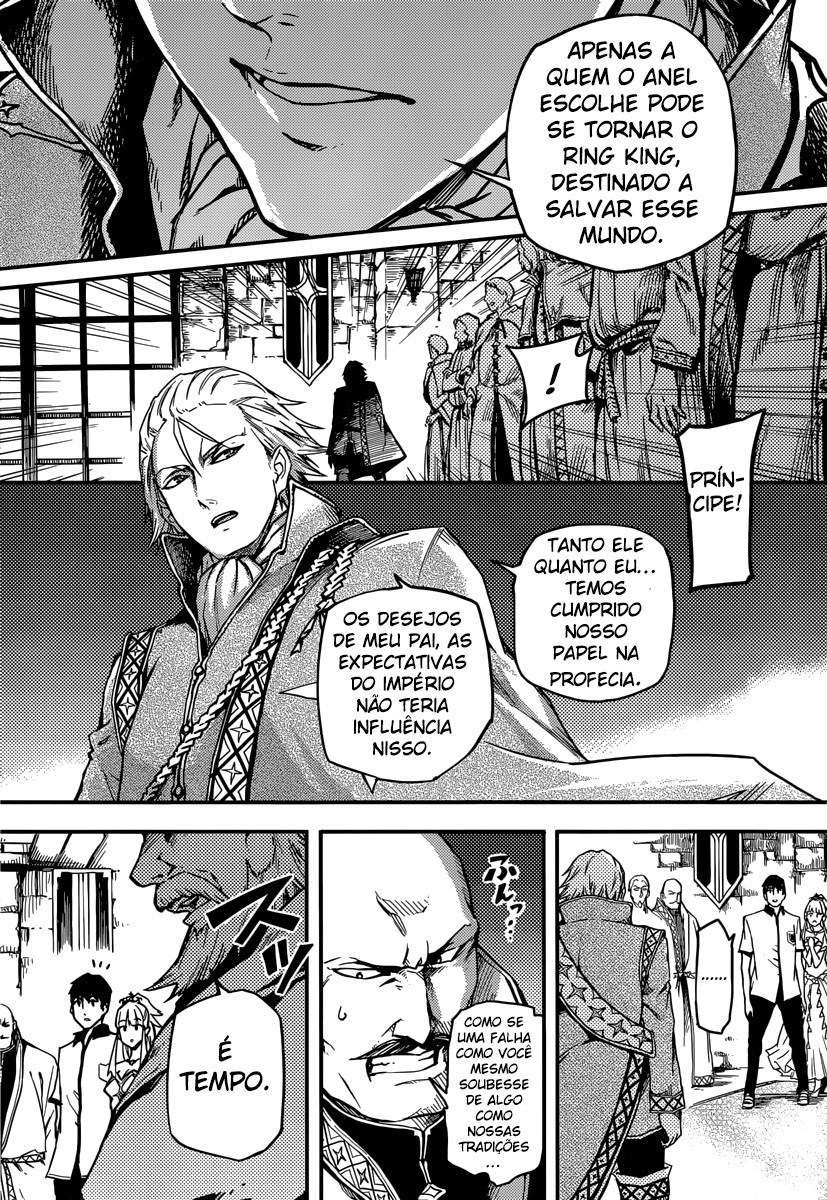 APENAS A
QUEM O ANEL
ESCOLHE PODE
SE TORNAR O
RING KING,
DESTINADO A
SALVAR ESSE
MUNDO.
!
PRÍN-
CIPE!
TANTO ELE
QUANTO EU...
TEMOS
CUMPRIDO
NOSSO
PAPEL NA
PROFECIA.
OS DESEJOS
DE MEU PAI, AS
EXPECTATIVAS
DO IMPÉRIO
NÃO TERIA
INFLUÊNCIA
NISSO.
スッ
É
TEMPO.
ふんっ…
COMO SE
UMA FALHA
COMO VOCÊ
MESMO
SOUBESSE
DE ALGO
COMO
NOSSAS
TRADIÇÕES
...
.......